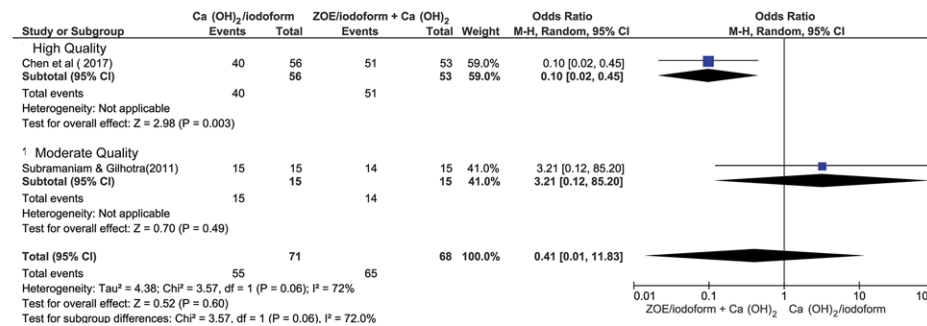 Ca (OH)₂/iodoform ZOE/iodoform + Ca (OH)₂ Odds Ratio Odds Ratio
Study or Subgroup Events Total Events Total Weight M-H, Random, 95% CI M-H, Random, 95% CI
High Quality
Chen et al ( 2017) 40 56 51 53 59.0% 0.10 [0.02, 0.45]
Subtotal (95% CI) 56 53 59.0% 0.10 [0.02, 0.45]
Total events 40 51
Heterogeneity: Not applicable
Test for overall effect: Z = 2.98 (P = 0.003)
1 Moderate Quality
Subramaniam & Gilhotra(2011) 15 15 14 15 41.0% 3.21 [0.12, 85.20]
Subtotal (95% CI) 15 15 41.0% 3.21 [0.12, 85.20]
Total events 15 14
Heterogeneity: Not applicable
Test for overall effect: Z = 0.70 (P = 0.49)
Total (95% CI) 71 68 100.0% 0.41 [0.01, 11.83]
Total events 55 65
Heterogeneity: Tau² = 4.38; Chi² = 3.57, df = 1 (P = 0.06); I² = 72%
Test for overall effect: Z = 0.52 (P = 0.60)
Test for subgroup differences: Chi² = 3.57, df = 1 (P = 0.06), I² = 72.0%
0.01 0.1 1 10
ZOE/iodoform + Ca (OH)₂ Ca (OH)₂/iodoform